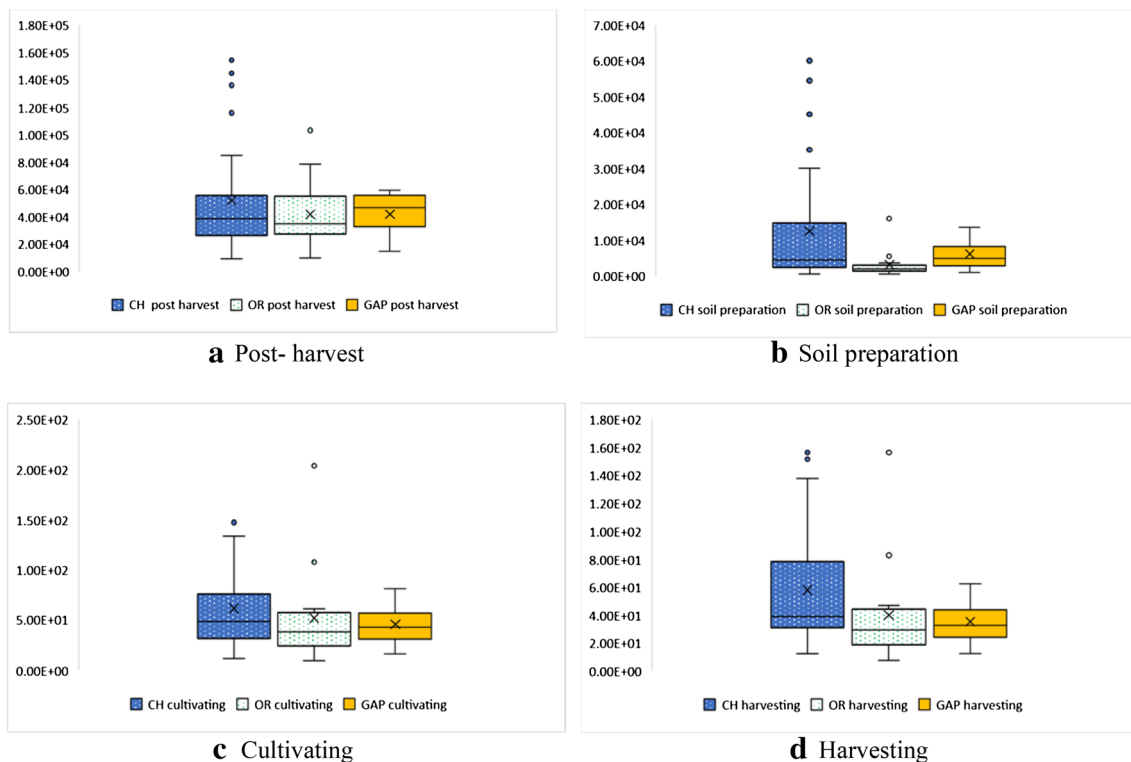 1.80E+05
1.60E+05
1.40E+05
1.20E+05
1.00E+05
8.00E+04
6.00E+04
4.00E+04
2.00E+04
0.00E+00
CH post harvest OR post harvest GAP post harvest
a Post- harvest
7.00E+04
6.00E+04
5.00E+04
4.00E+04
3.00E+04
2.00E+04
1.00E+04
0.00E+00
CH soil preparation OR soil preparation GAP soil preparation
b Soil preparation
2.50E+02
2.00E+02
1.50E+02
1.00E+02
5.00E+01
0.00E+00
CH cultivating OR cultivating GAP cultivating
c Cultivating
1.80E+02
1.60E+02
1.40E+02
1.20E+02
1.00E+02
8.00E+01
6.00E+01
4.00E+01
2.00E+01
0.00E+00
CH harvesting OR harvesting GAP harvesting
d Harvesting